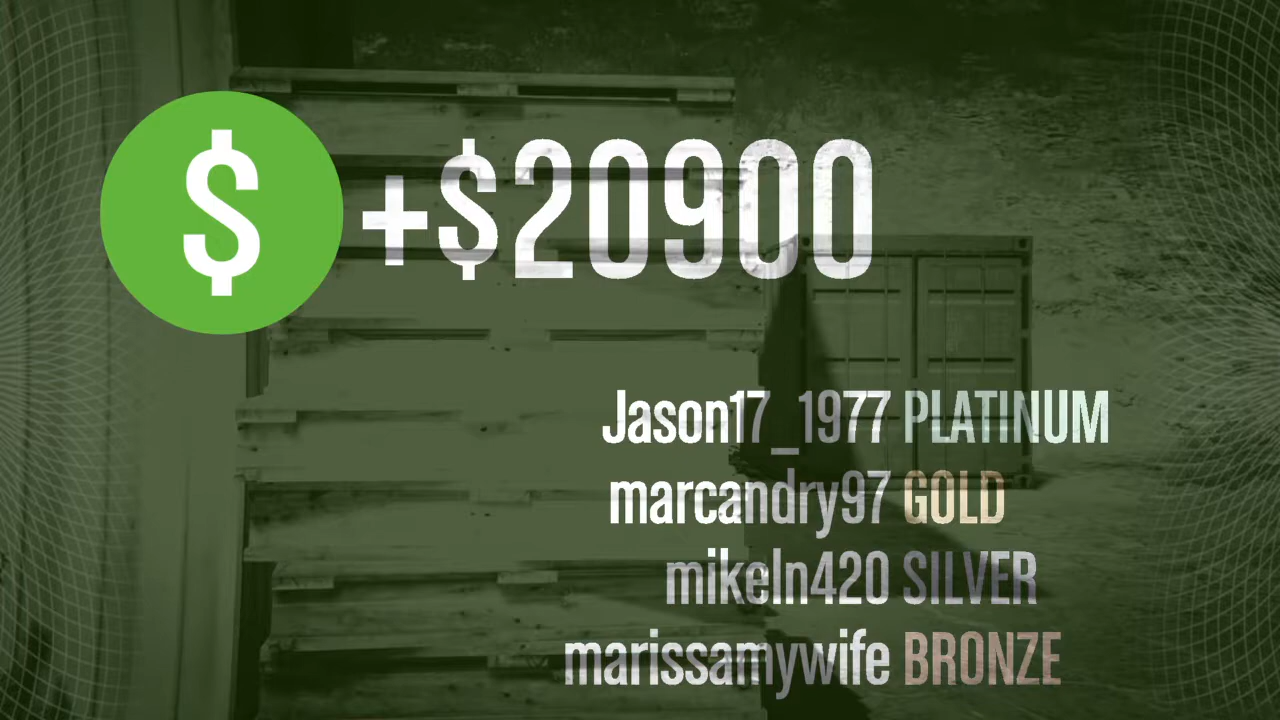 $ +$20900
Jason17_1977 PLATINUM
marcandry97 GOLD
mikeln420 SILVER
marissamywife BRONZE